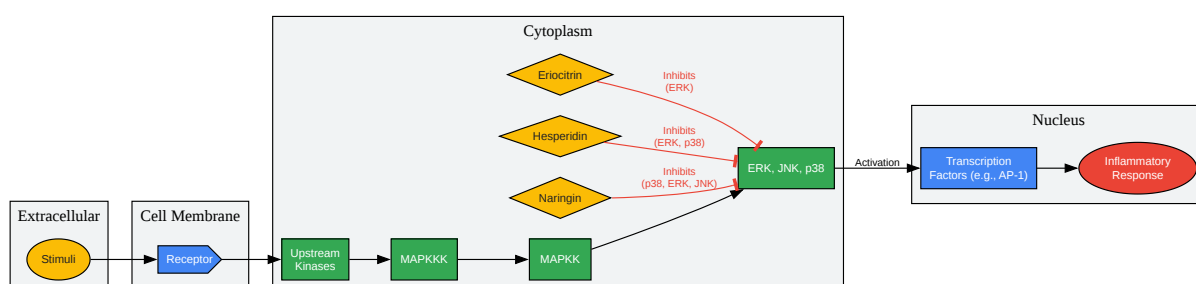 Extracellular
Stimuli
Cell Membrane
Receptor
Cytoplasm
Eriocitrin
Inhibits
(ERK)
Hesperidin
Inhibits
(ERK, p38)
Naringin
Inhibits
(p38, ERK, JNK)
Upstream
Kinases
MAPKKK
MAPKK
ERK, JNK, p38
Activation
Nucleus
Transcription
Factors (e.g., AP-1)
Inflammatory
Response